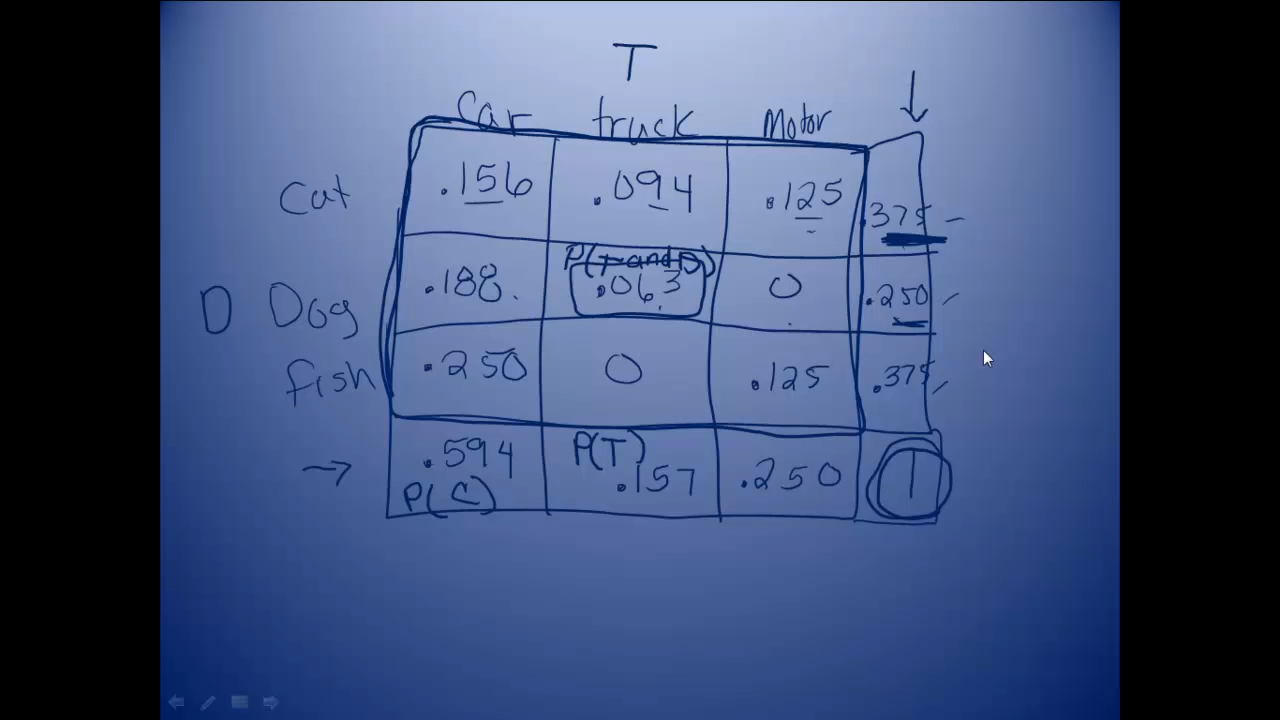 T
Car truck Motor
Cat .156 .094 .125 .375
P(T and D)
D Dog .188 .063 0 .250
fish .250 0 .125 .375
.594 P(T) .157 .250 1
P(C)